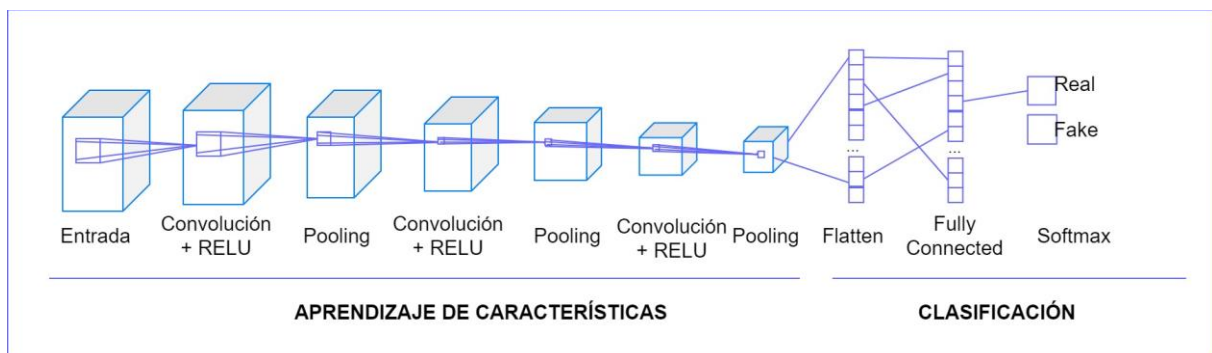 Real
Fake
...
...
Entrada
Convolución
+ RELU
Pooling
Convolución
+ RELU
Pooling
Convolución
+ RELU
Pooling
Flatten
Fully
Connected
Softmax
APRENDIZAJE DE CARACTERÍSTICAS
CLASIFICACIÓN